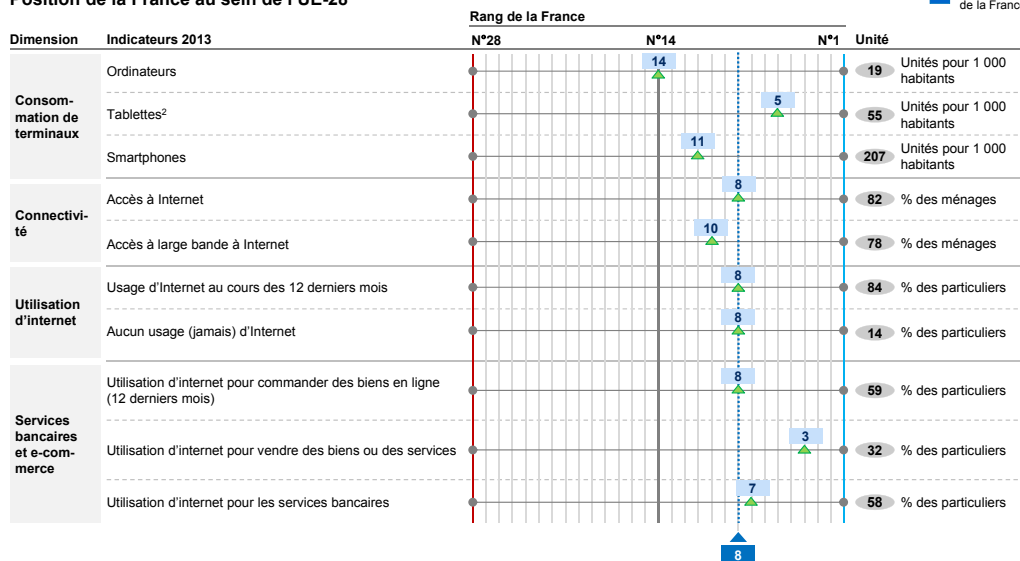 Position de la France au sein de l'UE-28
de la Franc
Rang de la France
Dimension Indicateurs 2013 N°28 N°14 N°1 Unité
Consom-
mation de
terminaux
Ordinateurs 14 19 Unités pour 1 000
habitants
Tablettes² 5 55 Unités pour 1 000
habitants
Smartphones 11 207 Unités pour 1 000
habitants
Connectivi-
té
Accès à Internet 8 82 % des ménages
Accès à large bande à Internet 10 78 % des ménages
Utilisation
d'internet
Usage d'Internet au cours des 12 derniers mois 8 84 % des particuliers
Aucun usage (jamais) d'Internet 8 14 % des particuliers
Services
bancaires
et e-com-
merce
Utilisation d'internet pour commander des biens en ligne
(12 derniers mois) 8 59 % des particuliers
Utilisation d'internet pour vendre des biens ou des services 3 32 % des particuliers
Utilisation d'internet pour les services bancaires 7 58 % des particuliers
8